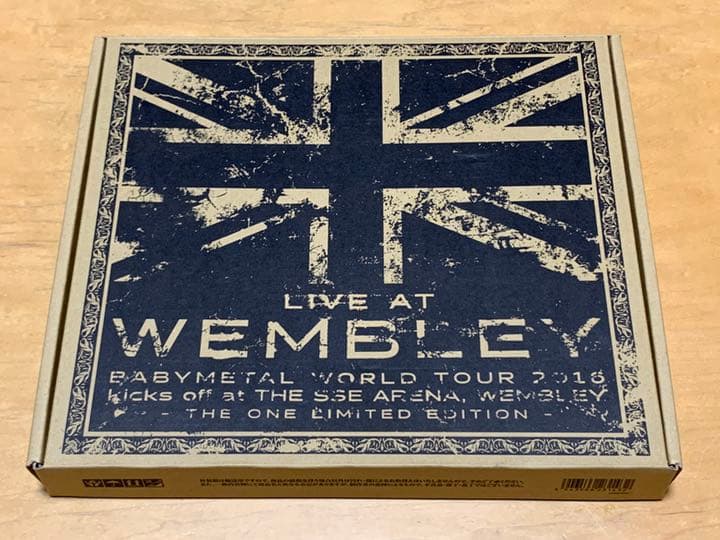 LIVE AT
WEMBLEY
BABYMETAL WORLD TOUR 2016
kicks off at THE SSE ARENA, WEMBLEY
- THE ONE LIMITED EDITION -